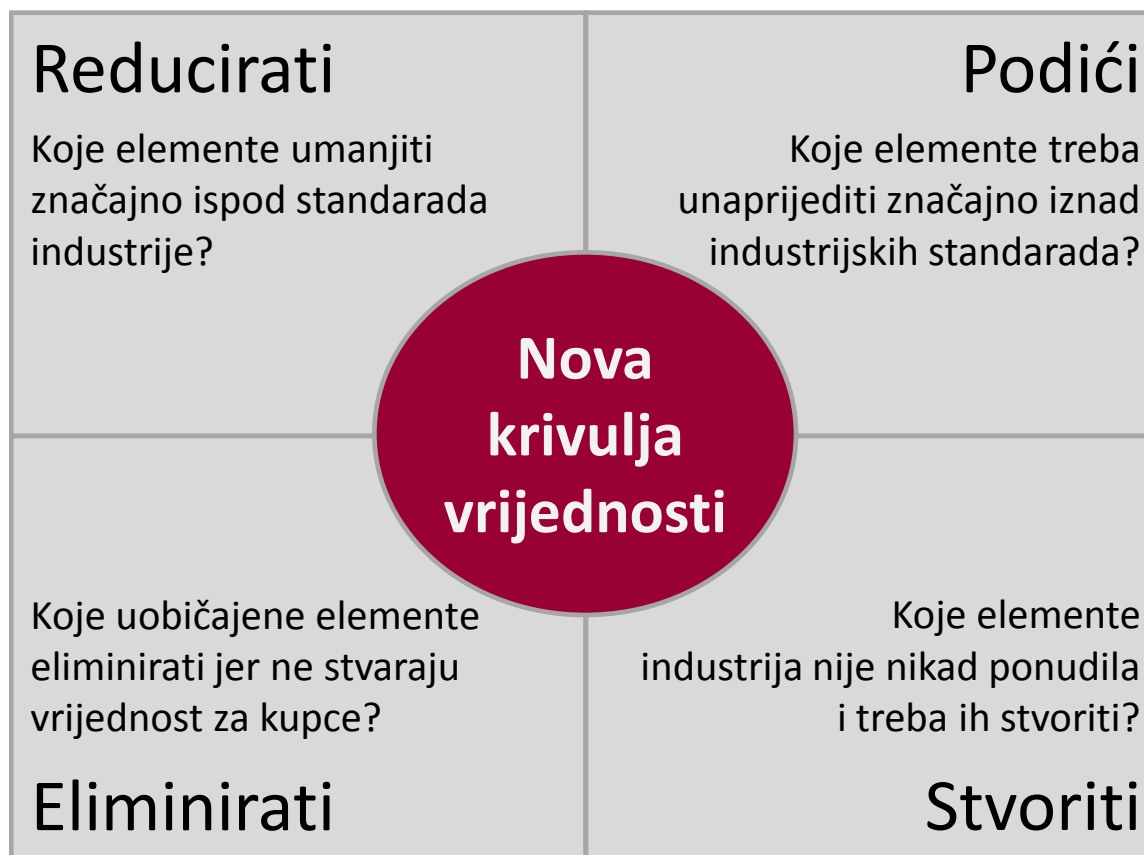 Reducirati
Koje elemente umanjiti
značajno ispod standarada
industrije?
Podići
Koje elemente treba
unaprijediti značajno iznad
industrijskih standarada?
Nova
krivulja
vrijednosti
Koje uobičajene elemente
eliminirati jer ne stvaraju
vrijednost za kupce?
Eliminirati
Koje elemente
industrija nije nikad ponudila
i treba ih stvoriti?
Stvoriti